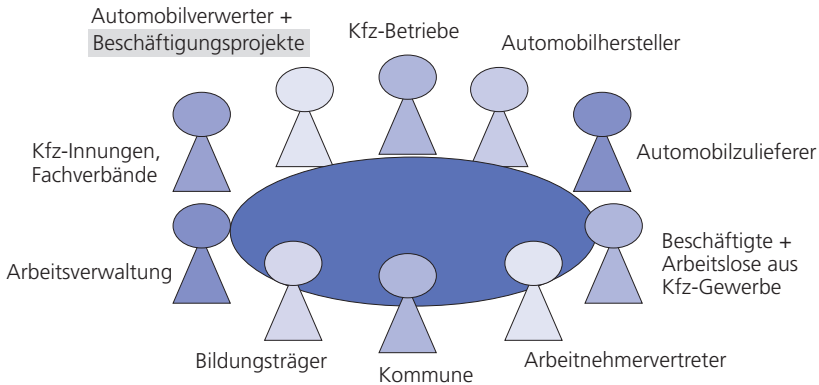 Automobilverwerter +
Beschäftigungsprojekte
Kfz-Betriebe
Automobilhersteller
Kfz-Innungen,
Fachverbände
Automobilzulieferer
Arbeitsverwaltung
Beschäftigte +
Arbeitslose aus
Kfz-Gewerbe
Bildungsträger
Kommune
Arbeitnehmervertreter